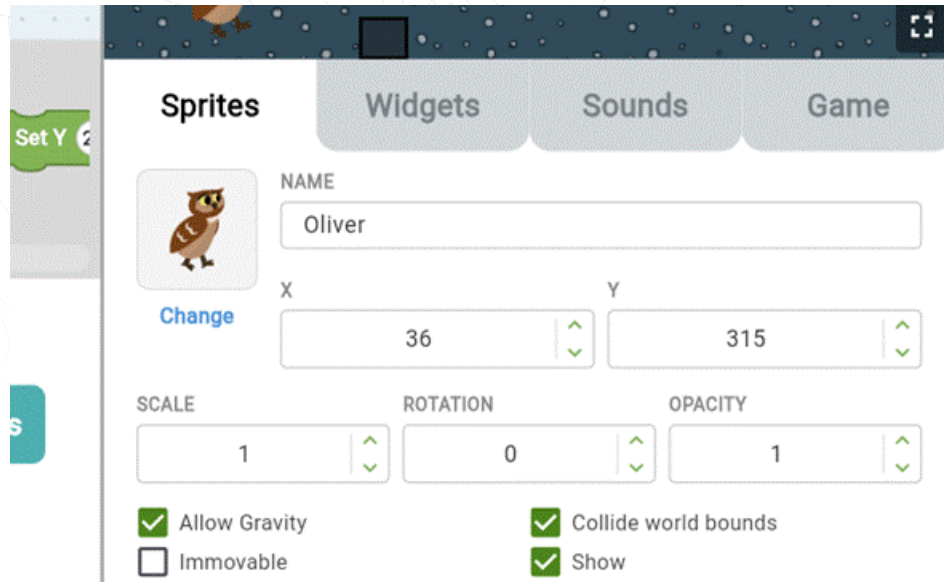 Set Y 2
Sprites Widgets Sounds Game
NAME
Oliver
Change
X Y
36 315
SCALE ROTATION OPACITY
1 0 1
Allow Gravity Collide world bounds
Immovable Show